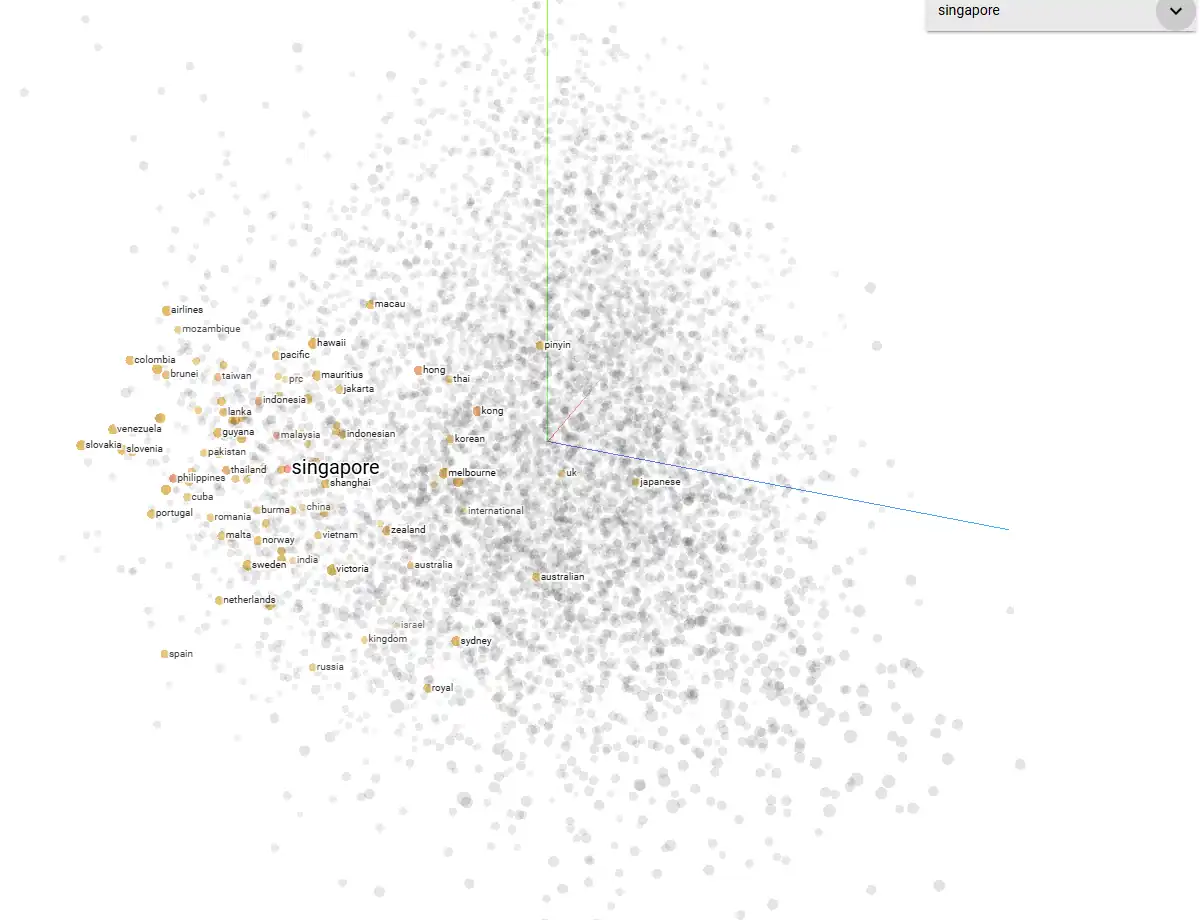 singapore
macau
airlines
mozambique
hawaii
pinyin
pacific
colombia
hong
brunei
taiwan
prc
mauritius
thai
jakarta
indonesia
lanka
kong
venezuela
guyana
malaysia
indonesian
korean
slovakia
slovenia
pakistan
singapore
thailand
melbourne
uk
philippines
shanghai
japanese
cuba
portugal
romania
burma
china
international
zealand
malta
norway
vietnam
india
sweden
victoria
australia
australian
netherlands
israel
kingdom
sydney
spain
russia
royal